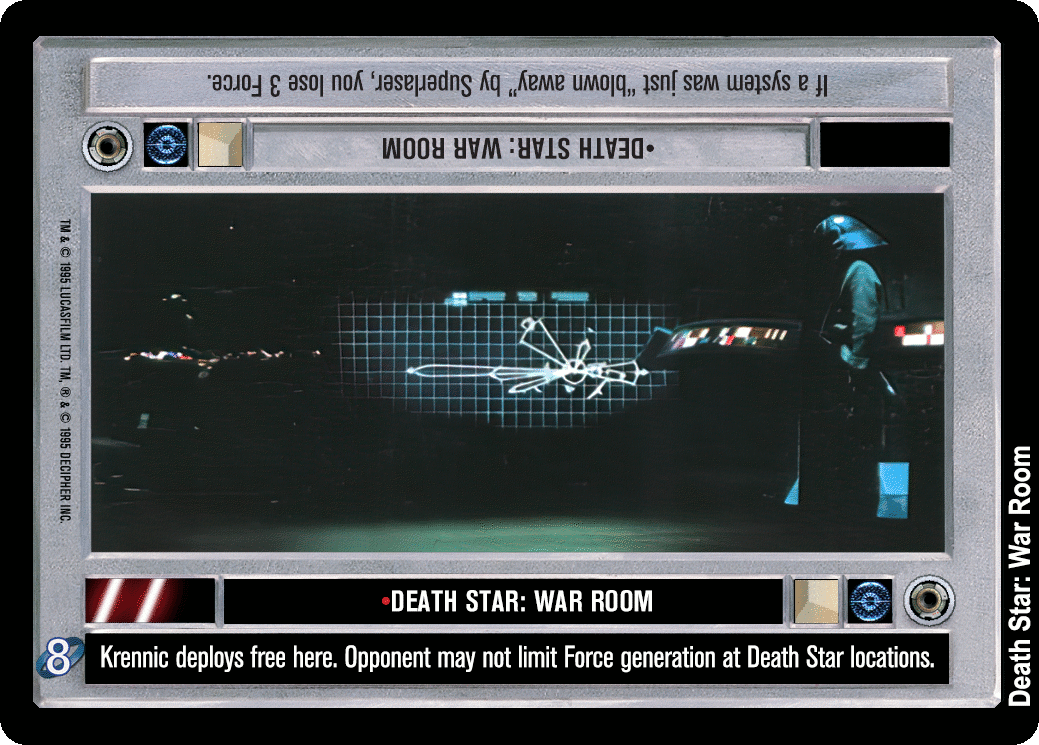 If a system was just "blown away" by Superlaser, you lose 3 Force.
•DEATH STAR: WAR ROOM
TM & © 1995 LUCASFILM LTD. TM, ® & © 1995 DECIPHER INC.
•DEATH STAR: WAR ROOM
8
Krennic deploys free here. Opponent may not limit Force generation at Death Star locations.
Death Star: War Room